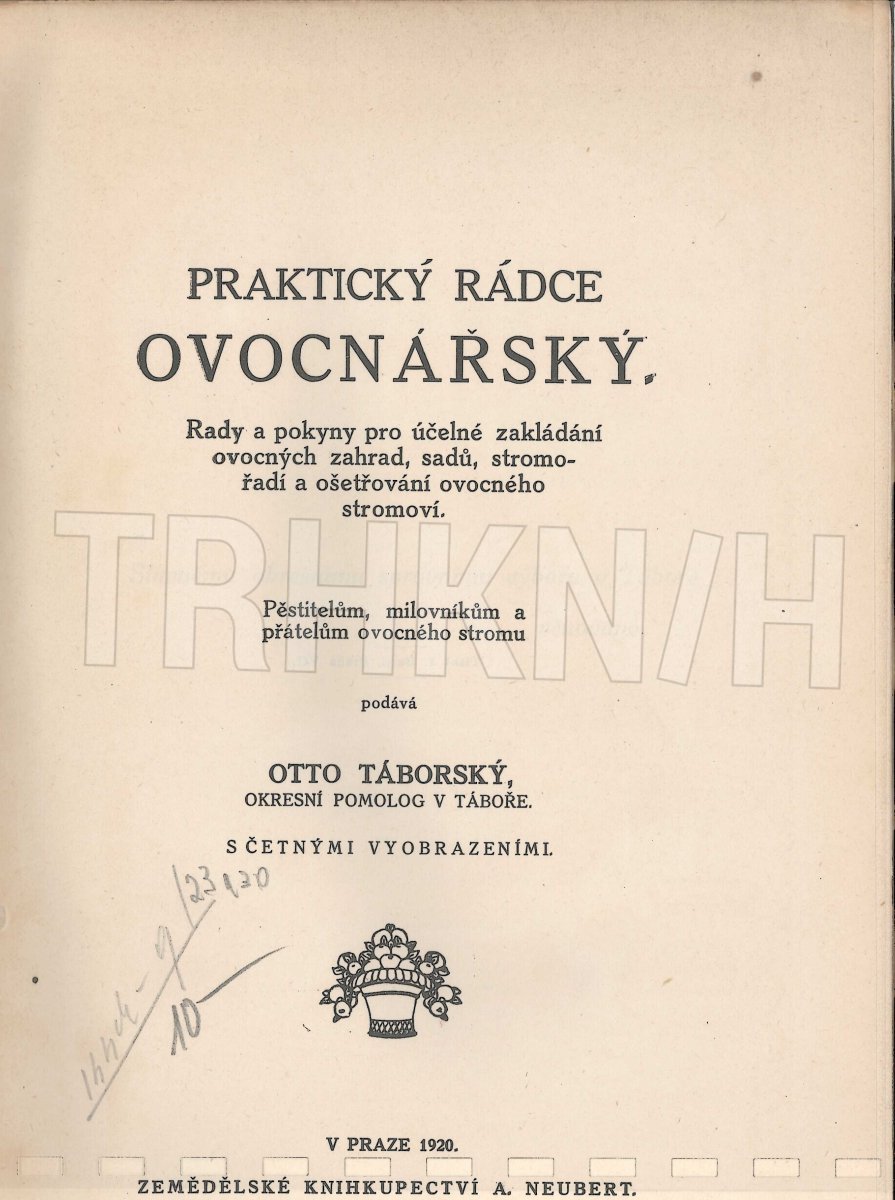 PRAKTICKÝ RÁDCE
OVOCNÁŘSKÝ.
Rady a pokyny pro účelné zakládání
ovocných zahrad, sadů, stromo-
řadí a ošetřování ovocného
stromoví.
TRHKN/H
Pěstitelům, milovníkům a
přátelům ovocného stromu
podává
OTTO TÁBORSKÝ,
OKRESNÍ POMOLOG V TÁBOŘE.
S ČETNÝMI VYOBRAZENÍMI.
10
V PRAZE 1920.
ZEMĚDĚLSKÉ KNIHKUPECTVÍ A. NEUBERT.